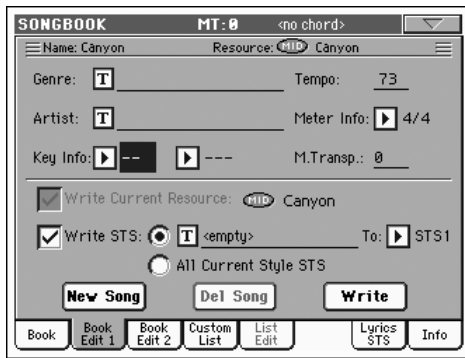 SONGBOOK MT:0 <no chord>
Name: Canyon Resource: MID Canyon
Genre: T Tempo: 73
Artist: T Meter Info: 4/4
Key Info: -- --- M.Transp.: 0
Write Current Resource: MID Canyon
Write STS: T <empty> To: STS1
All Current Style STS
New Song Del Song Write
Book Book Edit 1 Book Edit 2 Custom List List Edit Lyrics STS Info